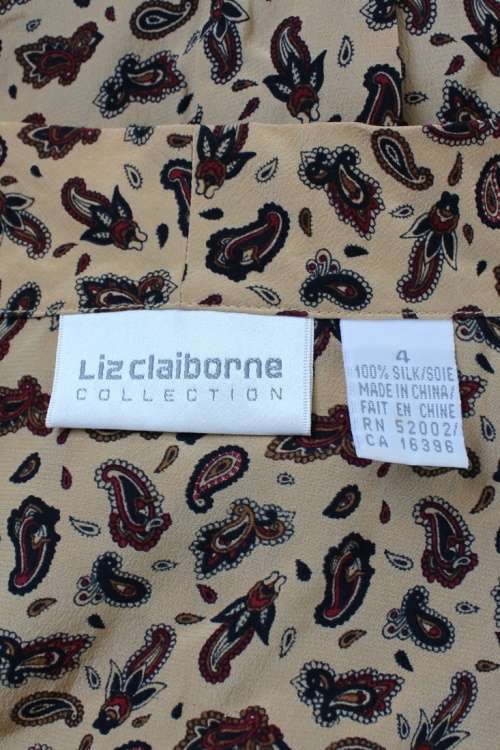 Liz claiborne
COLLECTION
4
100% SILK/SOIE
MADE IN CHINA/
FAIT EN CHINE
RN 52002/
CA 16396